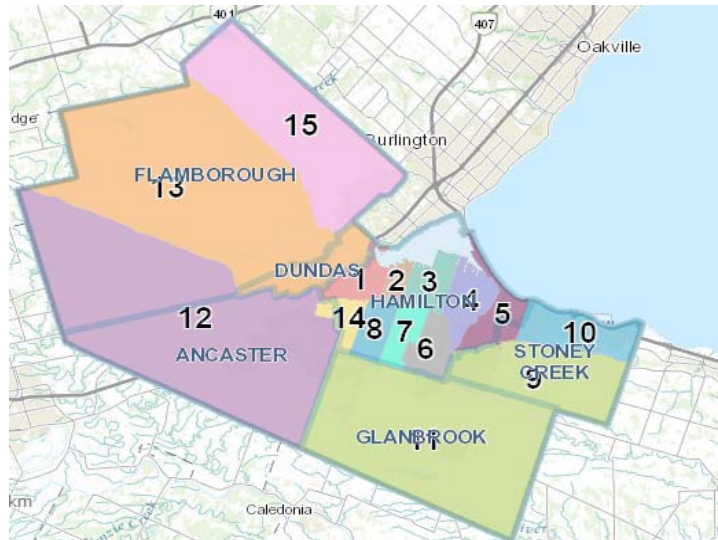 401
407
Oakville
dge
15
Creek
Burlington
FLAMBOROUGH
13
DUNDAS
1
2
3
HAMILTON
4
5
12
14
8
7
6
10
ANCASTER
STONEY
CREEK
9
GLANBROOK
11
km
Caledonia